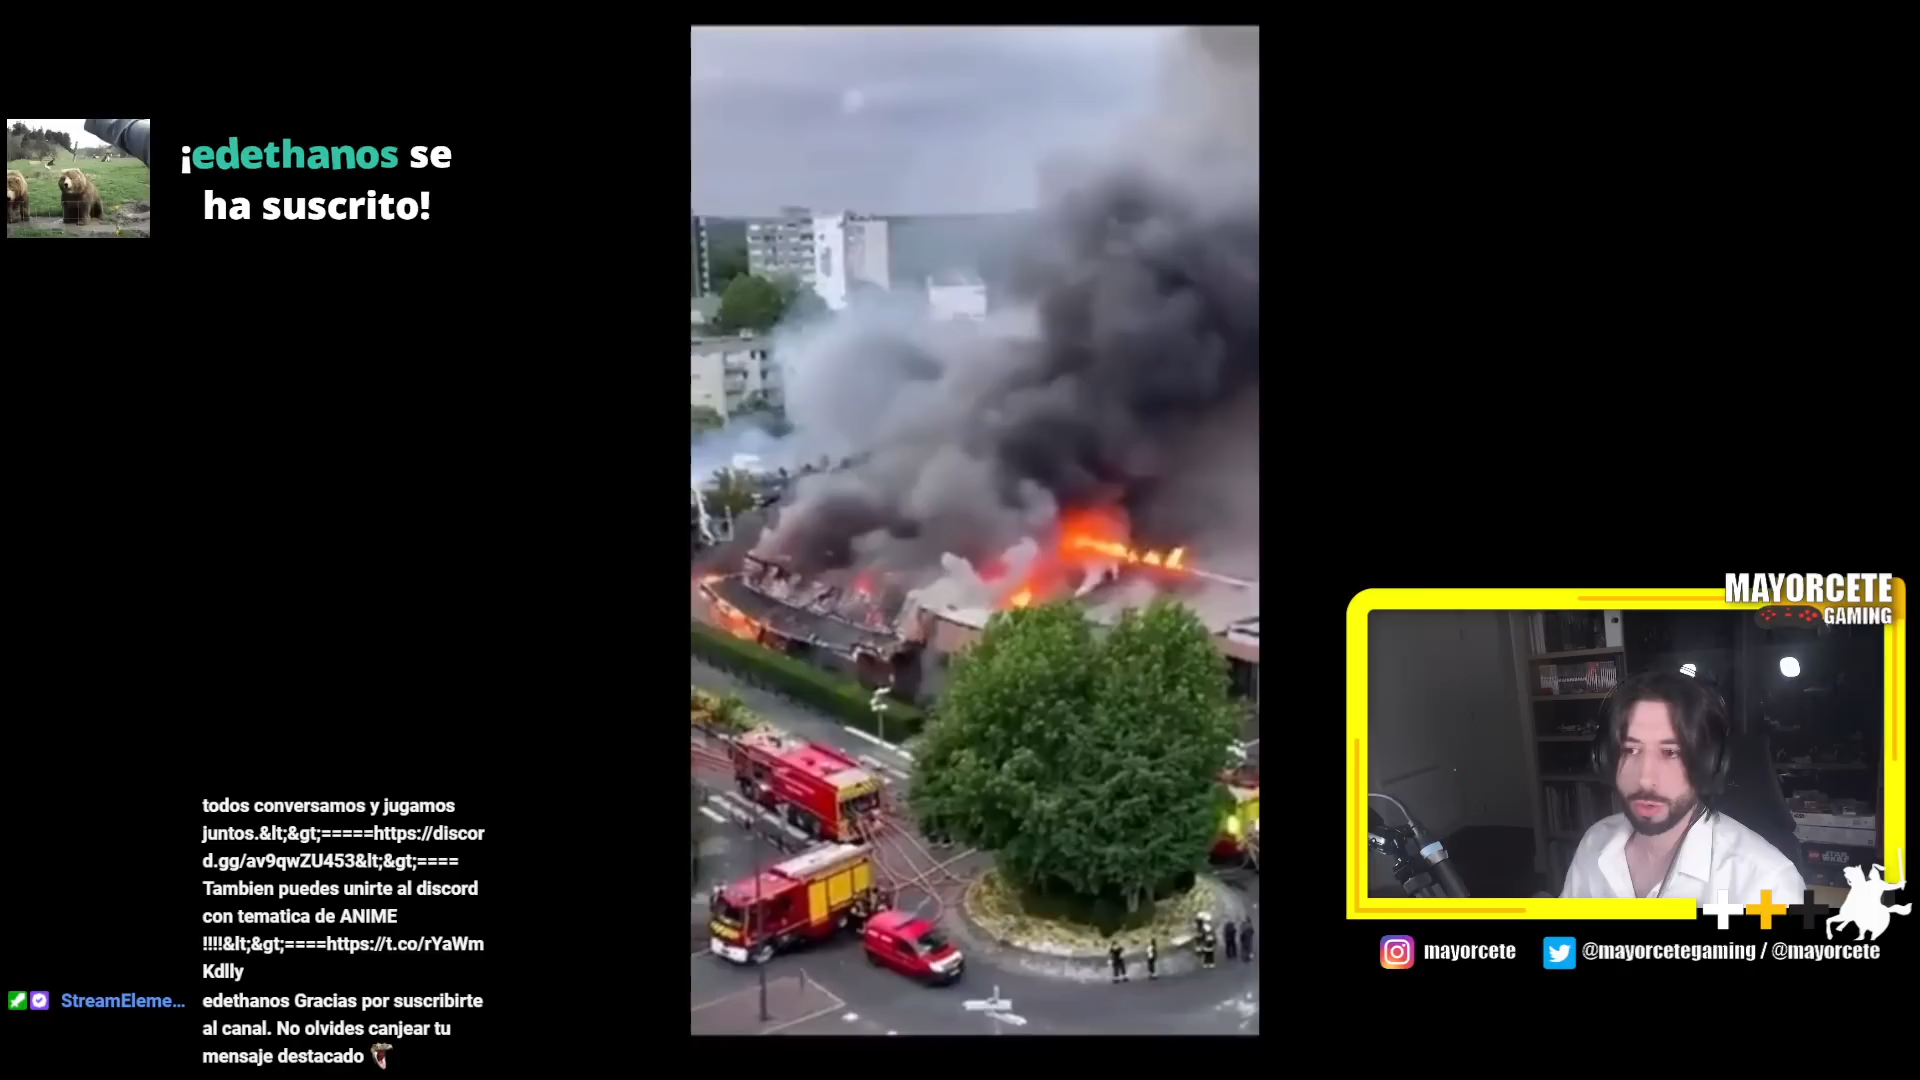 ¡edethanos se
ha suscrito!
todos conversamos y jugamos
juntos.&lt;&gt;=====https://discor
d.gg/av9qwZU453&lt;&gt;====
Tambien puedes unirte al discord
con tematica de ANIME
!!!!&lt;&gt;====https://t.co/rYaWm
Kdlly
StreamEleme...
edethanos Gracias por suscribirte
al canal. No olvides canjear tu
mensaje destacado
MAYORCETE
GAMING
STAR WARS
mayorcete
@mayorcetegaming / @mayorcete